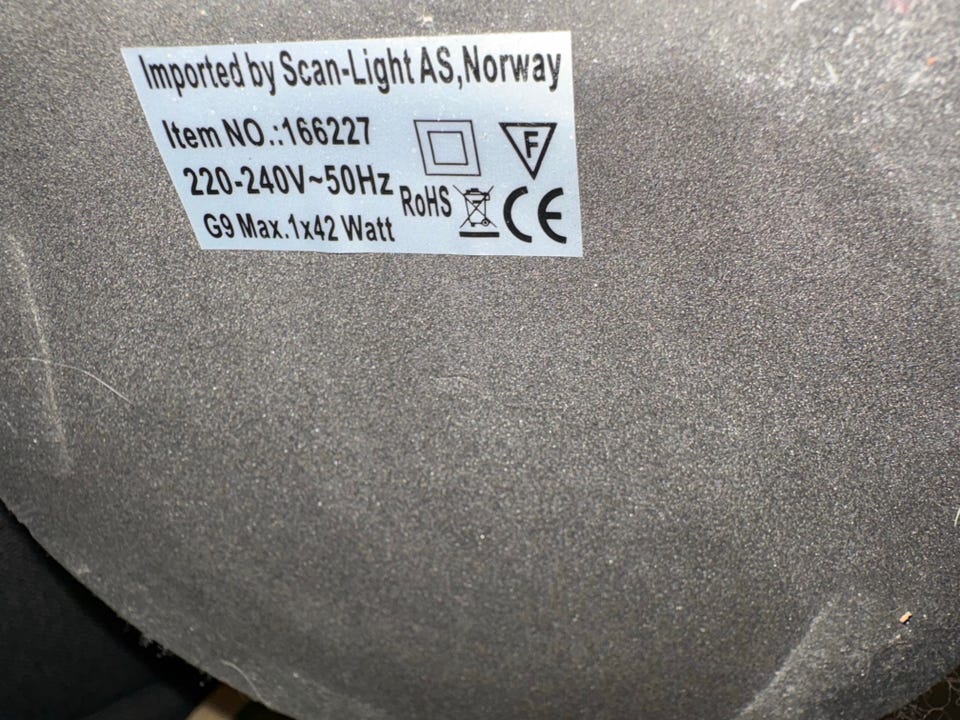 Imported by Scan-Light AS,Norway
Item NO.:166227
220-240V~50Hz
F
RoHS
CE
G9 Max.1x42 Watt